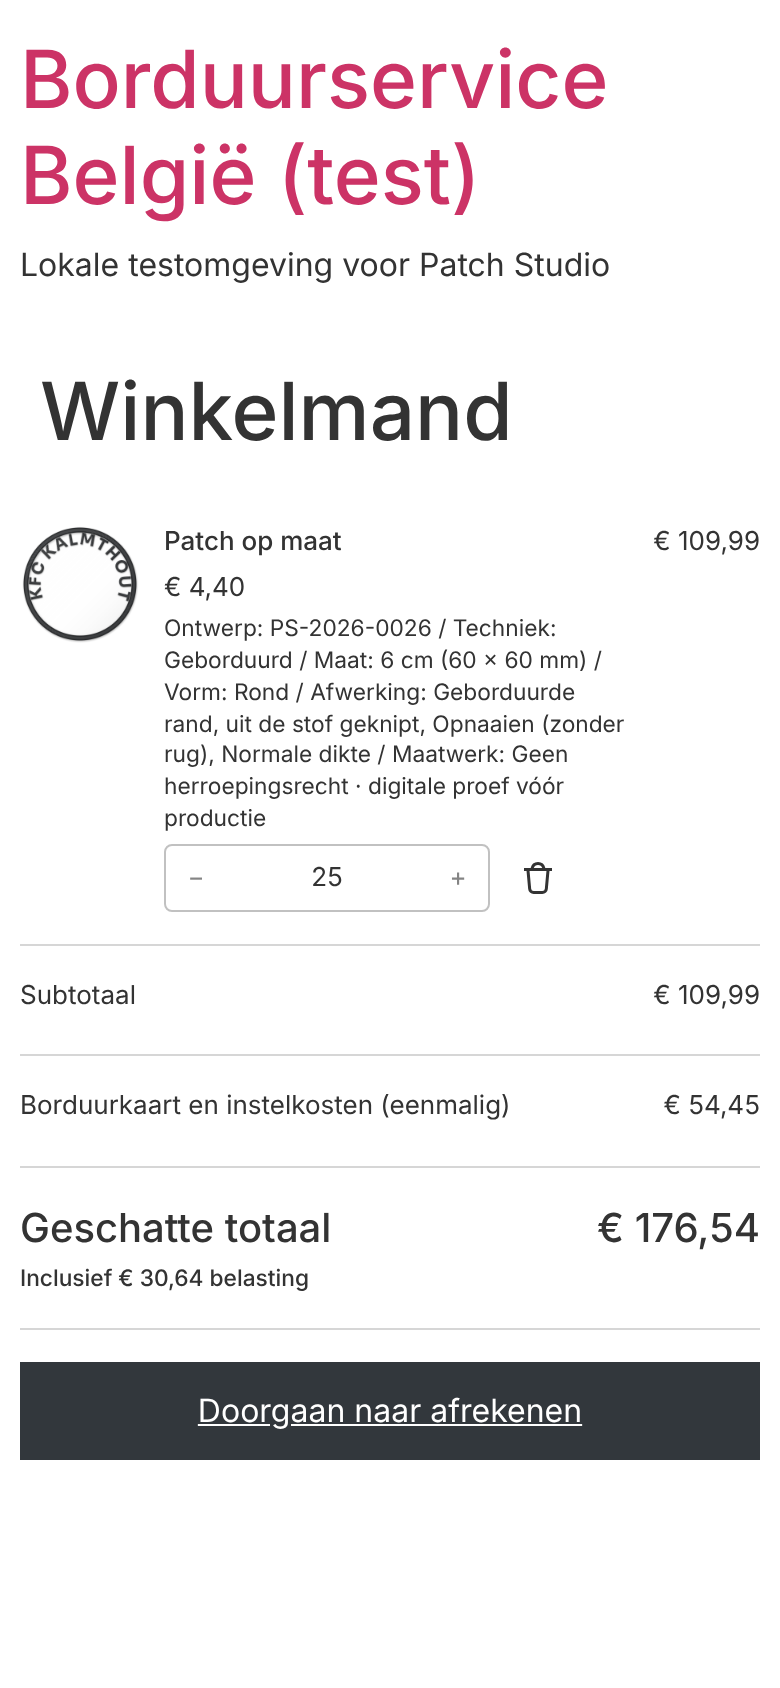 Borduurservice
België (test)
Lokale testomgeving voor Patch Studio
Winkelmand
KFC KALMTHOUT
Patch op maat
€ 109,99
€ 4,40
Ontwerp: PS-2026-0026 / Techniek:
Geborduurd / Maat: 6 cm (60 × 60 mm) /
Vorm: Rond / Afwerking: Geborduurde
rand, uit de stof geknipt, Opnaaien (zonder
rug), Normale dikte / Maatwerk: Geen
herroepingsrecht · digitale proef vóór
productie
− 25 +
Subtotaal € 109,99
Borduurkaart en instelkosten (eenmalig) € 54,45
Geschatte totaal € 176,54
Inclusief € 30,64 belasting
Doorgaan naar afrekenen